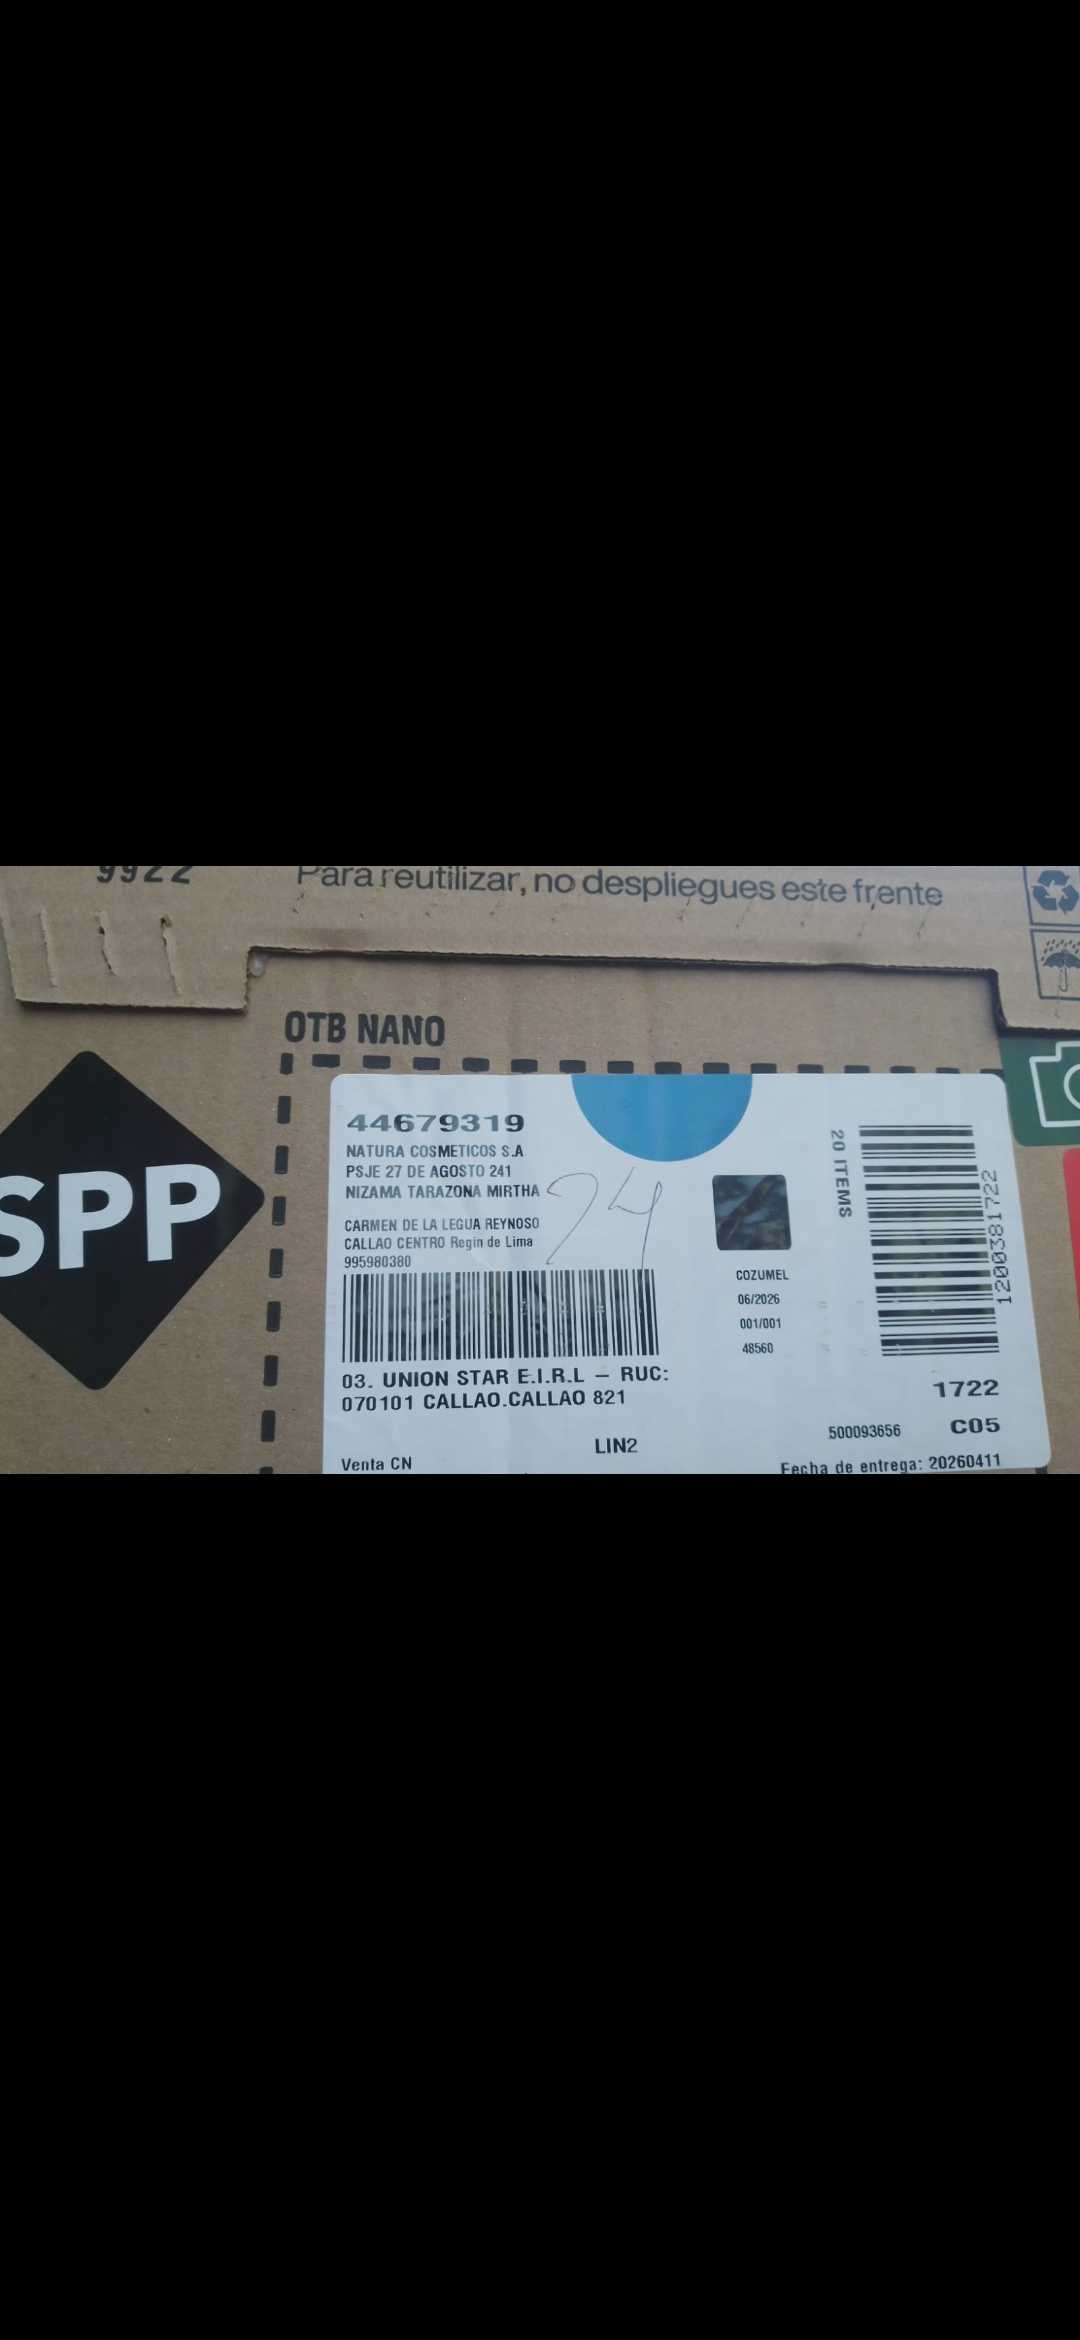 9922
Para reutilizar, no despliegues este frente
OTB NANO
SPP
44679319
NATURA COSMETICOS S.A
PSJE 27 DE AGOSTO 241
NIZAMA TARAZONA MIRTHA
24
CARMEN DE LA LEGUA REYNOSO
CALLAO CENTRO Regin de Lima
995980380
20 ITEMS
1200381722
COZUMEL
06/2026
001/001
48560
03. UNION STAR E.I.R.L – RUC:
070101 CALLAO.CALLAO 821
1722
500093656 C05
LIN2
Venta CN
Fecha de entrega: 20260411